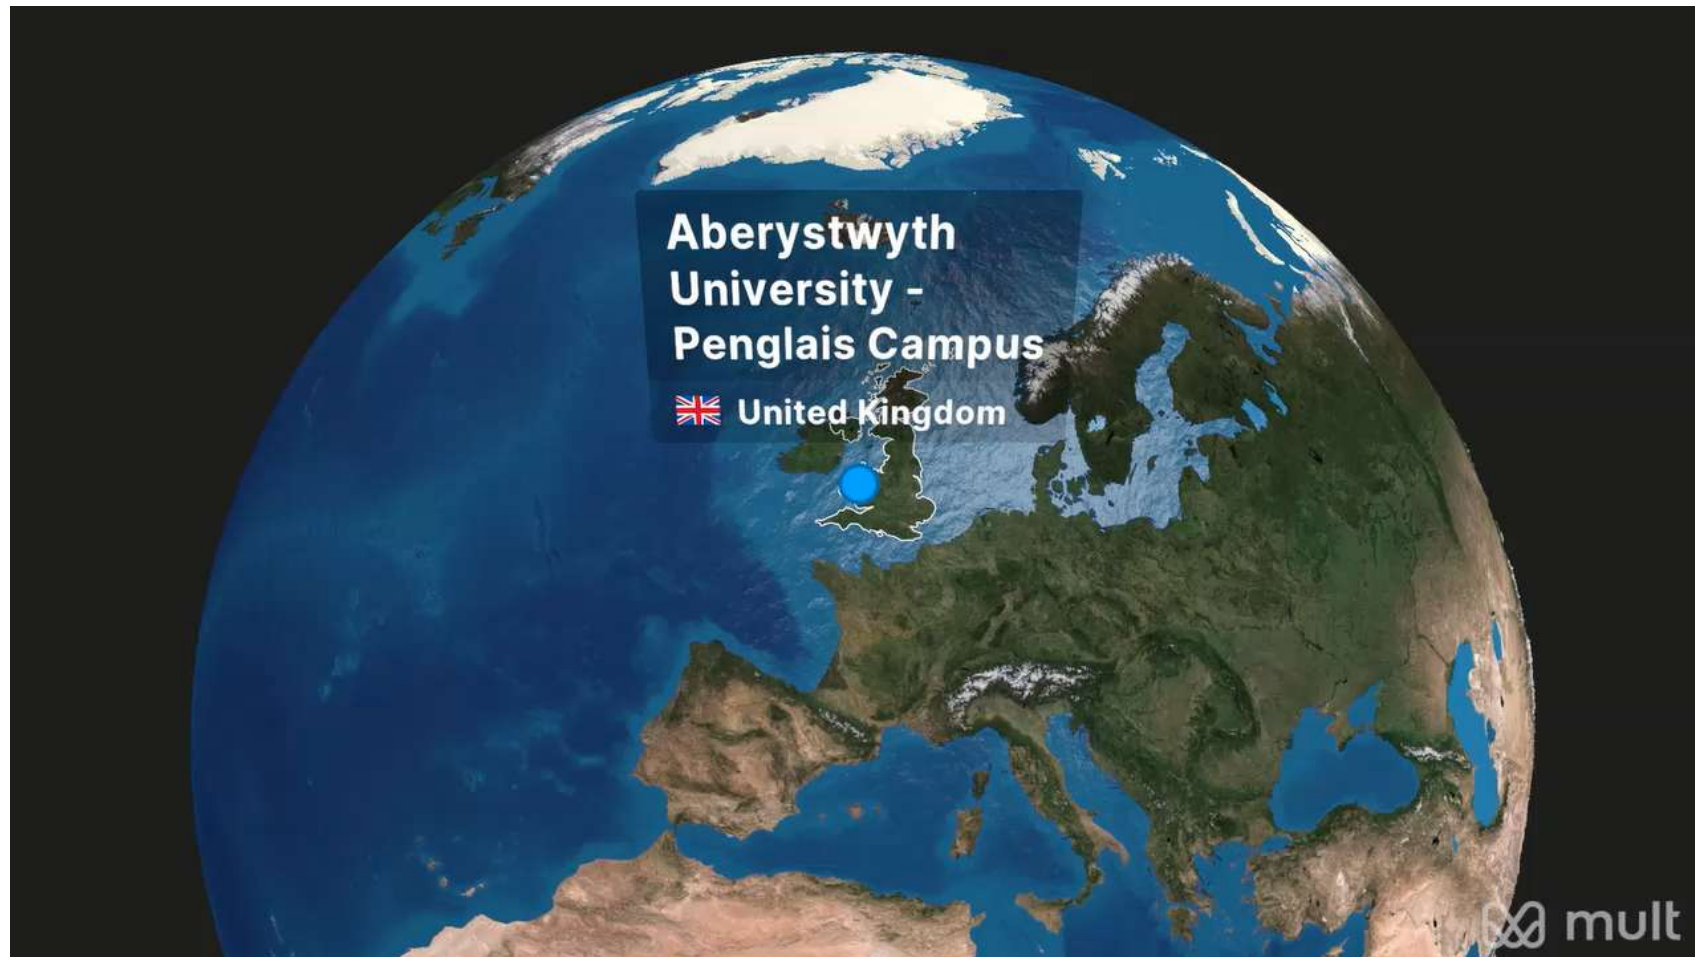 Aberystwyth
University -
Penglais Campus
United Kingdom
mult